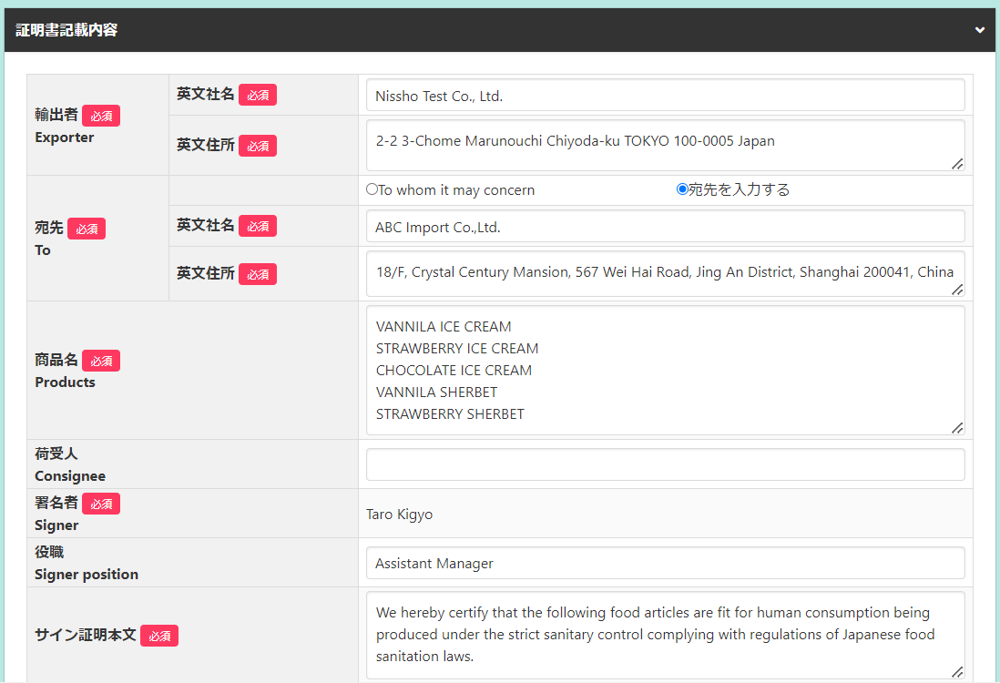 証明書記載内容
輸出者 必須
Exporter
英文社名 必須
Nissho Test Co., Ltd.
英文住所 必須
2-2 3-Chome Marunouchi Chiyoda-ku TOKYO 100-0005 Japan
宛先 必須
To
To whom it may concern
宛先を入力する
英文社名 必須
ABC Import Co.,Ltd.
英文住所 必須
18/F, Crystal Century Mansion, 567 Wei Hai Road, Jing An District, Shanghai 200041, China
商品名 必須
Products
VANNILA ICE CREAM
STRAWBERRY ICE CREAM
CHOCOLATE ICE CREAM
VANNILA SHERBET
STRAWBERRY SHERBET
荷受人
Consignee
署名者 必須
Signer
Taro Kigyo
役職
Signer position
Assistant Manager
サイン証明本文 必須
We hereby certify that the following food articles are fit for human consumption being
produced under the strict sanitary control complying with regulations of Japanese food
sanitation laws.